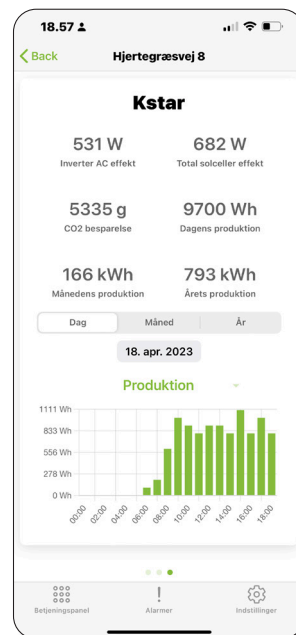 18.57
Back
Hjertegræsvej 8
Kstar
531 W 682 W
Inverter AC effekt Total solceller effekt
5335 g 9700 Wh
CO2 besparelse Dagens produktion
166 kWh 793 kWh
Månedens produktion Årets produktion
Dag Måned År
18. apr. 2023
Produktion
1111 Wh
833 Wh
556 Wh
278 Wh
0 Wh
00:00 02:00 04:00 06:00 08:00 10:00 12:00 14:00 16:00 18:00
Betjeningspanel Alarmer Indstillinger